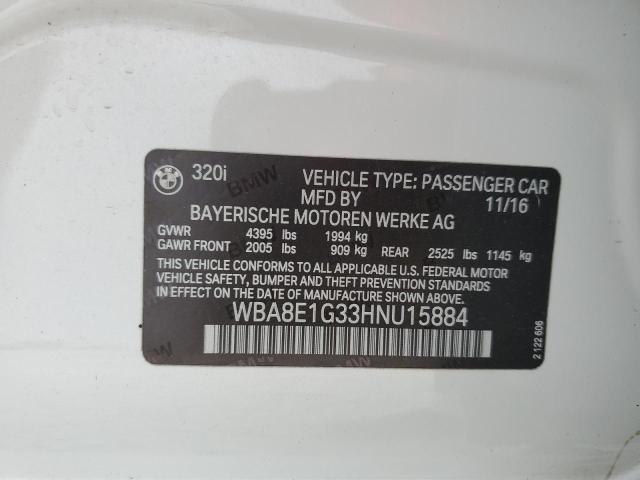 BMW
320i
VEHICLE TYPE: PASSENGER CAR
MFD BY 11/16
BAYERISCHE MOTOREN WERKE AG
GVWR 4395 lbs 1994 kg
GAWR FRONT 2005 lbs 909 kg REAR 2525 lbs 1145 kg
THIS VEHICLE CONFORMS TO ALL APPLICABLE U.S. FEDERAL MOTOR
VEHICLE SAFETY, BUMPER AND THEFT PREVENTION STANDARDS IN
EFFECT ON THE DATE OF MANUFACTURE SHOWN ABOVE.
WBA8E1G33HNU15884
2 122 606